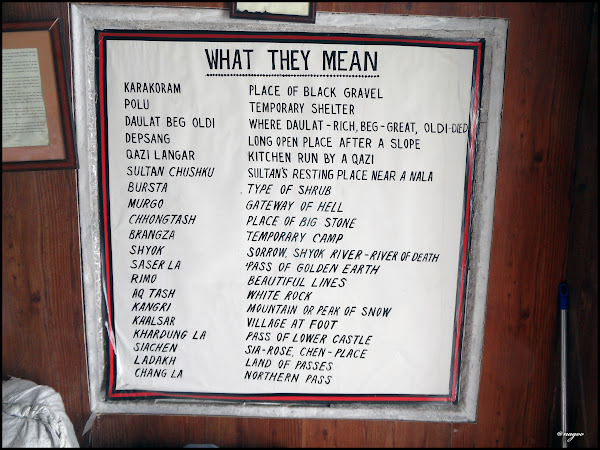 WHAT THEY MEAN
KARAKORAM PLACE OF BLACK GRAVEL
POLU TEMPORARY SHELTER
DAULAT BEG OLDI WHERE DAULAT-RICH, BEG-GREAT, OLDI-DIED
DEPSANG LONG OPEN PLACE AFTER A SLOPE
QAZI LANGAR KITCHEN RUN BY A QAZI
SULTAN CHUSHKU SULTAN'S RESTING PLACE NEAR A NALA
BURSTA TYPE OF SHRUB
MURGO GATEWAY OF HELL
CHHONGTASH PLACE OF BIG STONE
BRANGZA TEMPORARY CAMP
SHYOK SORROW, SHYOK RIVER-RIVER OF DEATH
SASER LA PASS OF GOLDEN EARTH
RIMO BEAUTIFUL LINES
AQ TASH WHITE ROCK
KANGRI MOUNTAIN OR PEAK OF SNOW
KHALSAR VILLAGE AT FOOT
KHARDUNG LA PASS OF LOWER CASTLE
SIACHEN SIA-ROSE, CHEN-PLACE
LADAKH LAND OF PASSES
CHANG LA NORTHERN PASS